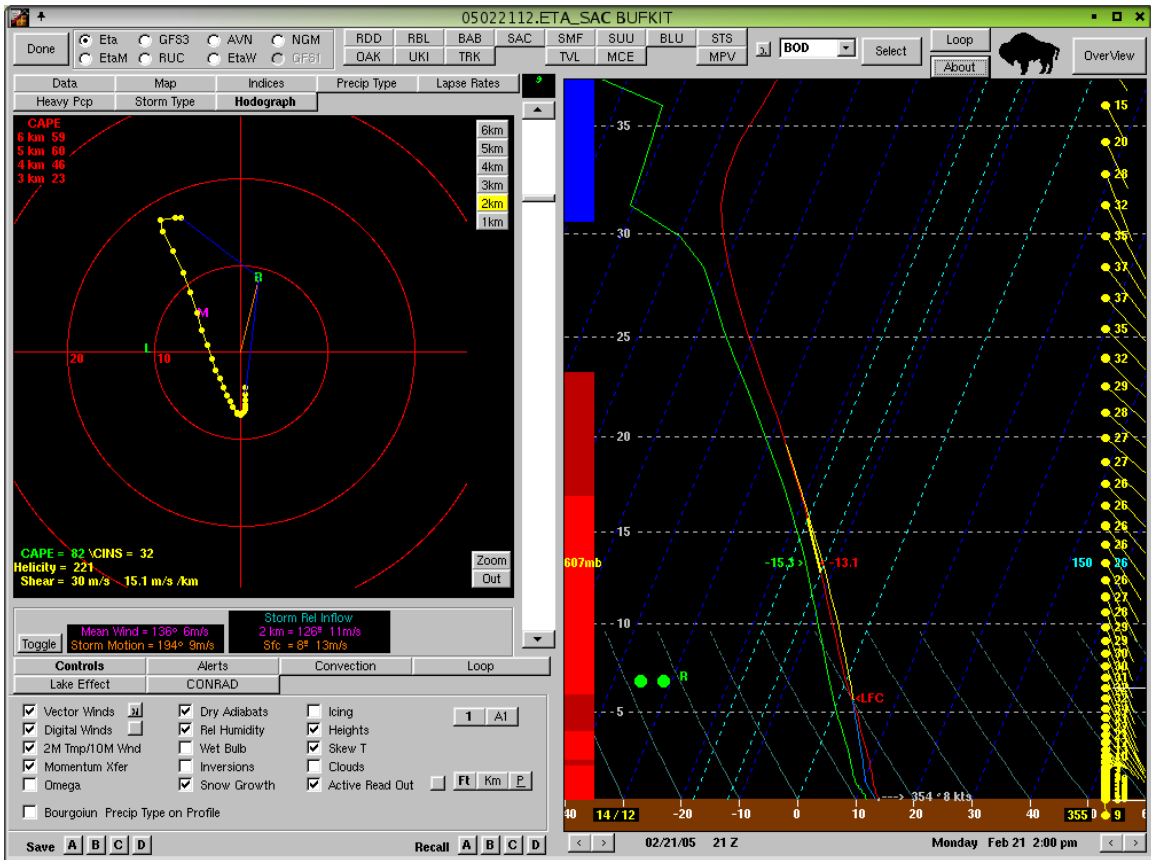 05022112.ETA_SAC BUFKIT
Done
Eta GFS3 AVN NGM
EtaM RUC EtaW GFS1
RDD RBL BAB SAC SMF SUU BLU STS
OAK UKI TRK TVL MCE MPV
BOD
Select
Loop
About
OverView
Data Map Indices Precip Type Lapse Rates
Heavy Pcp Storm Type Hodograph
9
CAPE
6 km 59
5 km 60
4 km 46
3 km 23
6km
5km
4km
3km
2km
1km
R
M
L
20 10
CAPE = 82 \CINS = 32
Helicity = 221
Shear = 30 m/s 15.1 m/s /km
Zoom
Out
Toggle
Mean Wind = 136º 6m/s
Storm Motion = 194º 9m/s
Storm Rel Inflow
2 km = 126º 11m/s
Sfc = 8º 13m/s
Controls Alerts Convection Loop
Lake Effect CONRAD
Vector Winds
Digital Winds
2M Tmp/10M Wnd
Momentum Xfer
Omega
Bourgoiun Precip Type on Profile
Dry Adiabats
Rel Humidity
Wet Bulb
Inversions
Snow Growth
Icing
Heights
Skew T
Clouds
Active Read Out
1 A1
Ft Km P
Save A B C D
Recall A B C D
35
30
25
20
15
10
5
607mb
-15.3 > < -13.1
150 26
R
<LFC
---> 354 º 8 kts
15
20
28
32
35
37
37
35
32
29
28
27
27
26
26
26
26
26
27
28
29
29
30
31
40 14 / 12 -20 -10 0 10 20 30 40 355 0 9
< > 02/21/05 21 Z Monday Feb 21 2:00 pm < >